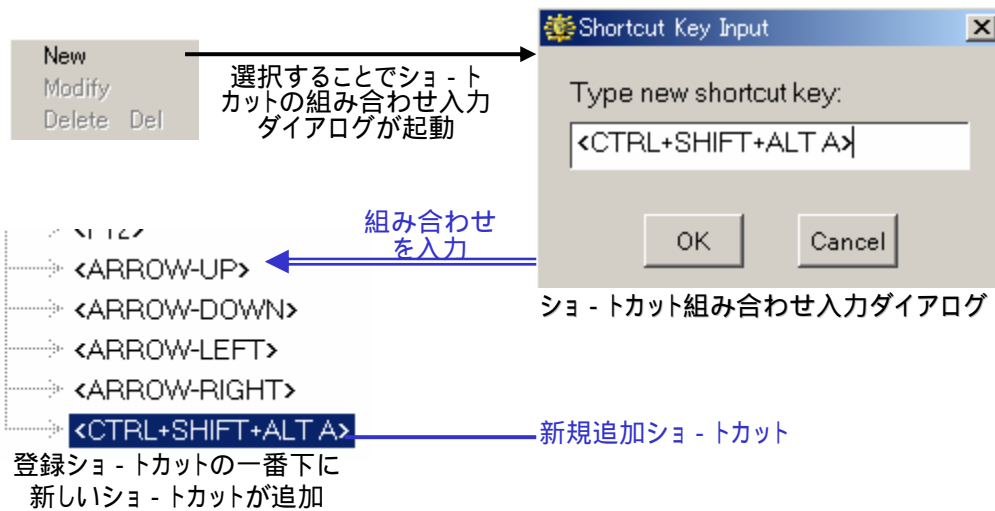 New
Modify
Delete Del
選択することでショ - ト
カットの組み合わせ入力
ダイアログが起動
Shortcut Key Input
Type new shortcut key:
<CTRL+SHIFT+ALT A>
OK
Cancel
ショ - トカット組み合わせ入力ダイアログ
組み合わせ
を入力
<ARROW-UP>
<ARROW-DOWN>
<ARROW-LEFT>
<ARROW-RIGHT>
<CTRL+SHIFT+ALT A>
新規追加ショ - トカット
登録ショ - トカットの一番下に
新しいショ - トカットが追加